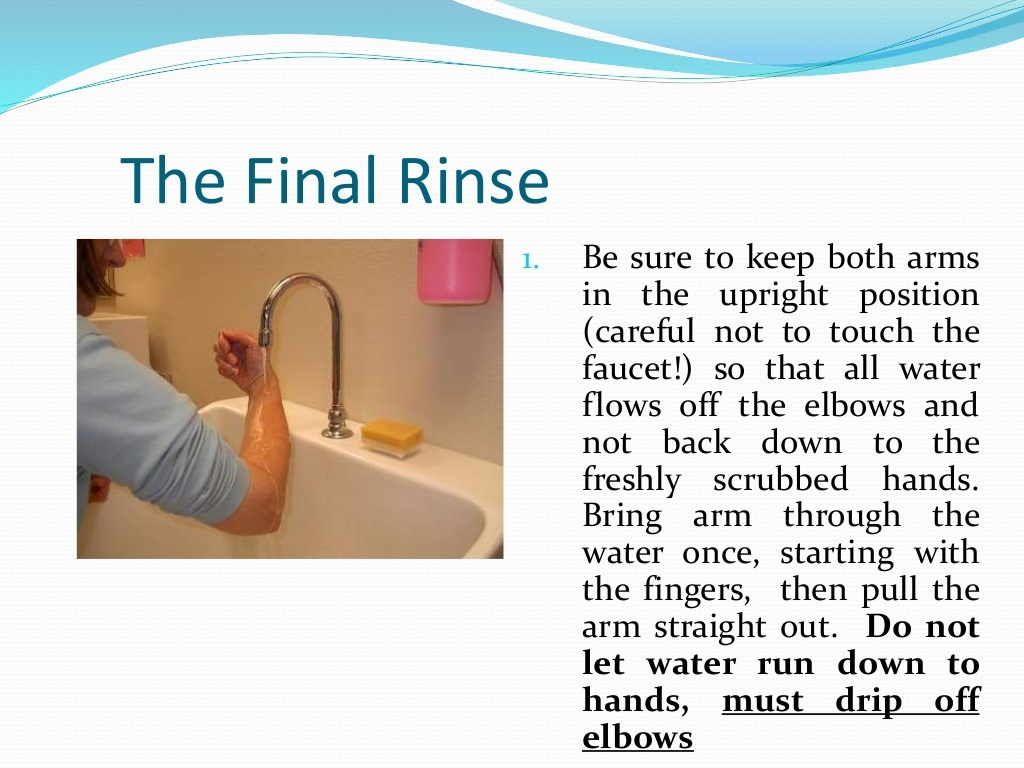 The Final Rinse
1. Be sure to keep both arms
in the upright position
(careful not to touch the
faucet!) so that all water
flows off the elbows and
not back down to the
freshly scrubbed hands.
Bring arm through the
water once, starting with
the fingers, then pull the
arm straight out. Do not
let water run down to
hands, must drip off
elbows